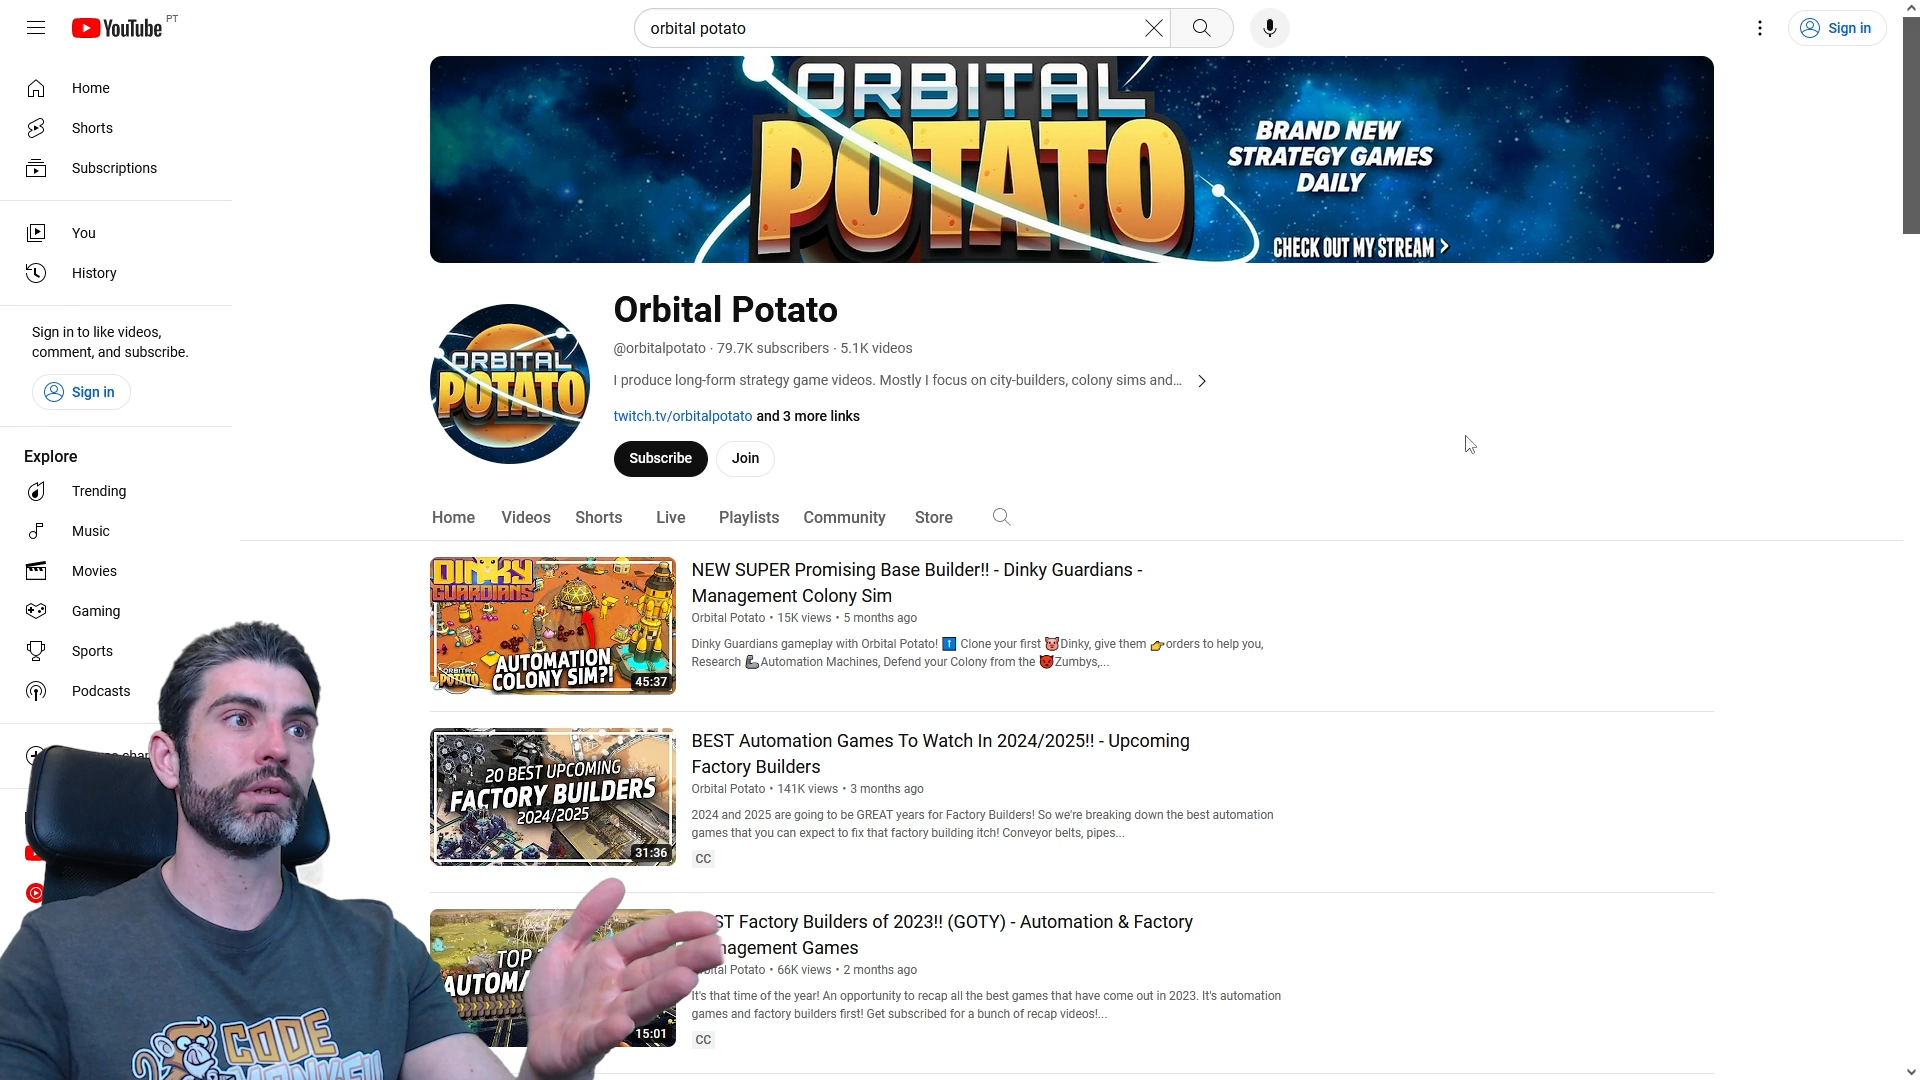 YouTube PT
orbital potato
Sign in
Home
Shorts
Subscriptions
You
History
Sign in to like videos,
comment, and subscribe.
Sign in
Explore
Trending
Music
Movies
Gaming
Sports
Podcasts
ORBITAL
POTATO
BRAND NEW
STRATEGY GAMES
DAILY
CHECK OUT MY STREAM >
ORBITAL
POTATO
Orbital Potato
@orbitalpotato · 79.7K subscribers · 5.1K videos
I produce long-form strategy game videos. Mostly I focus on city-builders, colony sims and…
twitch.tv/orbitalpotato and 3 more links
Subscribe Join
Home Videos Shorts Live Playlists Community Store
DINKY
GUARDIANS
AUTOMATION
COLONY SIM?!
ORBITAL
POTATO
45:37
NEW SUPER Promising Base Builder!! - Dinky Guardians -
Management Colony Sim
Orbital Potato • 15K views • 5 months ago
Dinky Guardians gameplay with Orbital Potato! ⬆️ Clone your first 🐷Dinky, give them 👉orders to help you,
Research 🦾Automation Machines, Defend your Colony from the 👿Zumbys,...
20 BEST UPCOMING
FACTORY BUILDERS
2024/2025
31:36
BEST Automation Games To Watch In 2024/2025!! - Upcoming
Factory Builders
Orbital Potato • 141K views • 3 months ago
2024 and 2025 are going to be GREAT years for Factory Builders! So we're breaking down the best automation
games that you can expect to fix that factory building itch! Conveyor belts, pipes...
CC
TOP
AUTOMA
15:01
ST Factory Builders of 2023!! (GOTY) - Automation & Factory
nagement Games
Potato • 66K views • 2 months ago
It's that time of the year! An opportunity to recap all the best games that have come out in 2023. It's automation
games and factory builders first! Get subscribed for a bunch of recap videos!...
CC
CODE
MONKEY